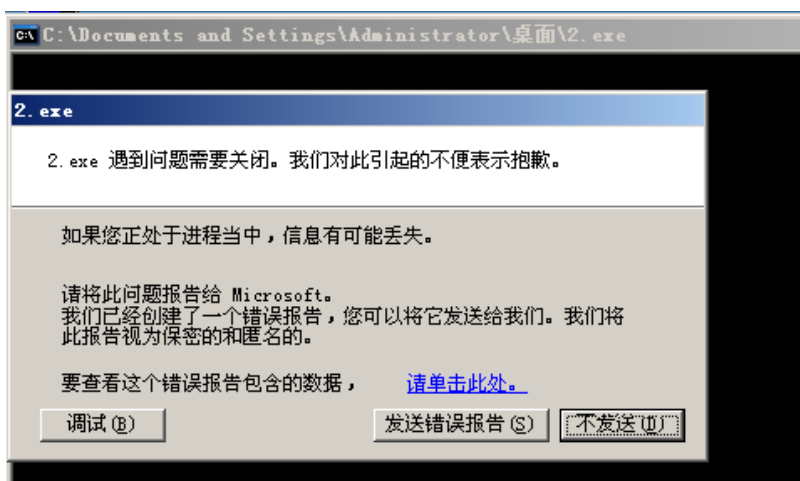 C:\Documents and Settings\Administrator\桌面\2.exe
2.exe
2.exe 遇到问题需要关闭。我们对此引起的不便表示抱歉。
如果您正处于进程当中，信息有可能丢失。
请将此问题报告给 Microsoft。
我们已经创建了一个错误报告，您可以将它发送给我们。我们将
此报告视为保密的和匿名的。
要查看这个错误报告包含的数据， 请单击此处。
调试(B) 发送错误报告(S) 不发送(D)